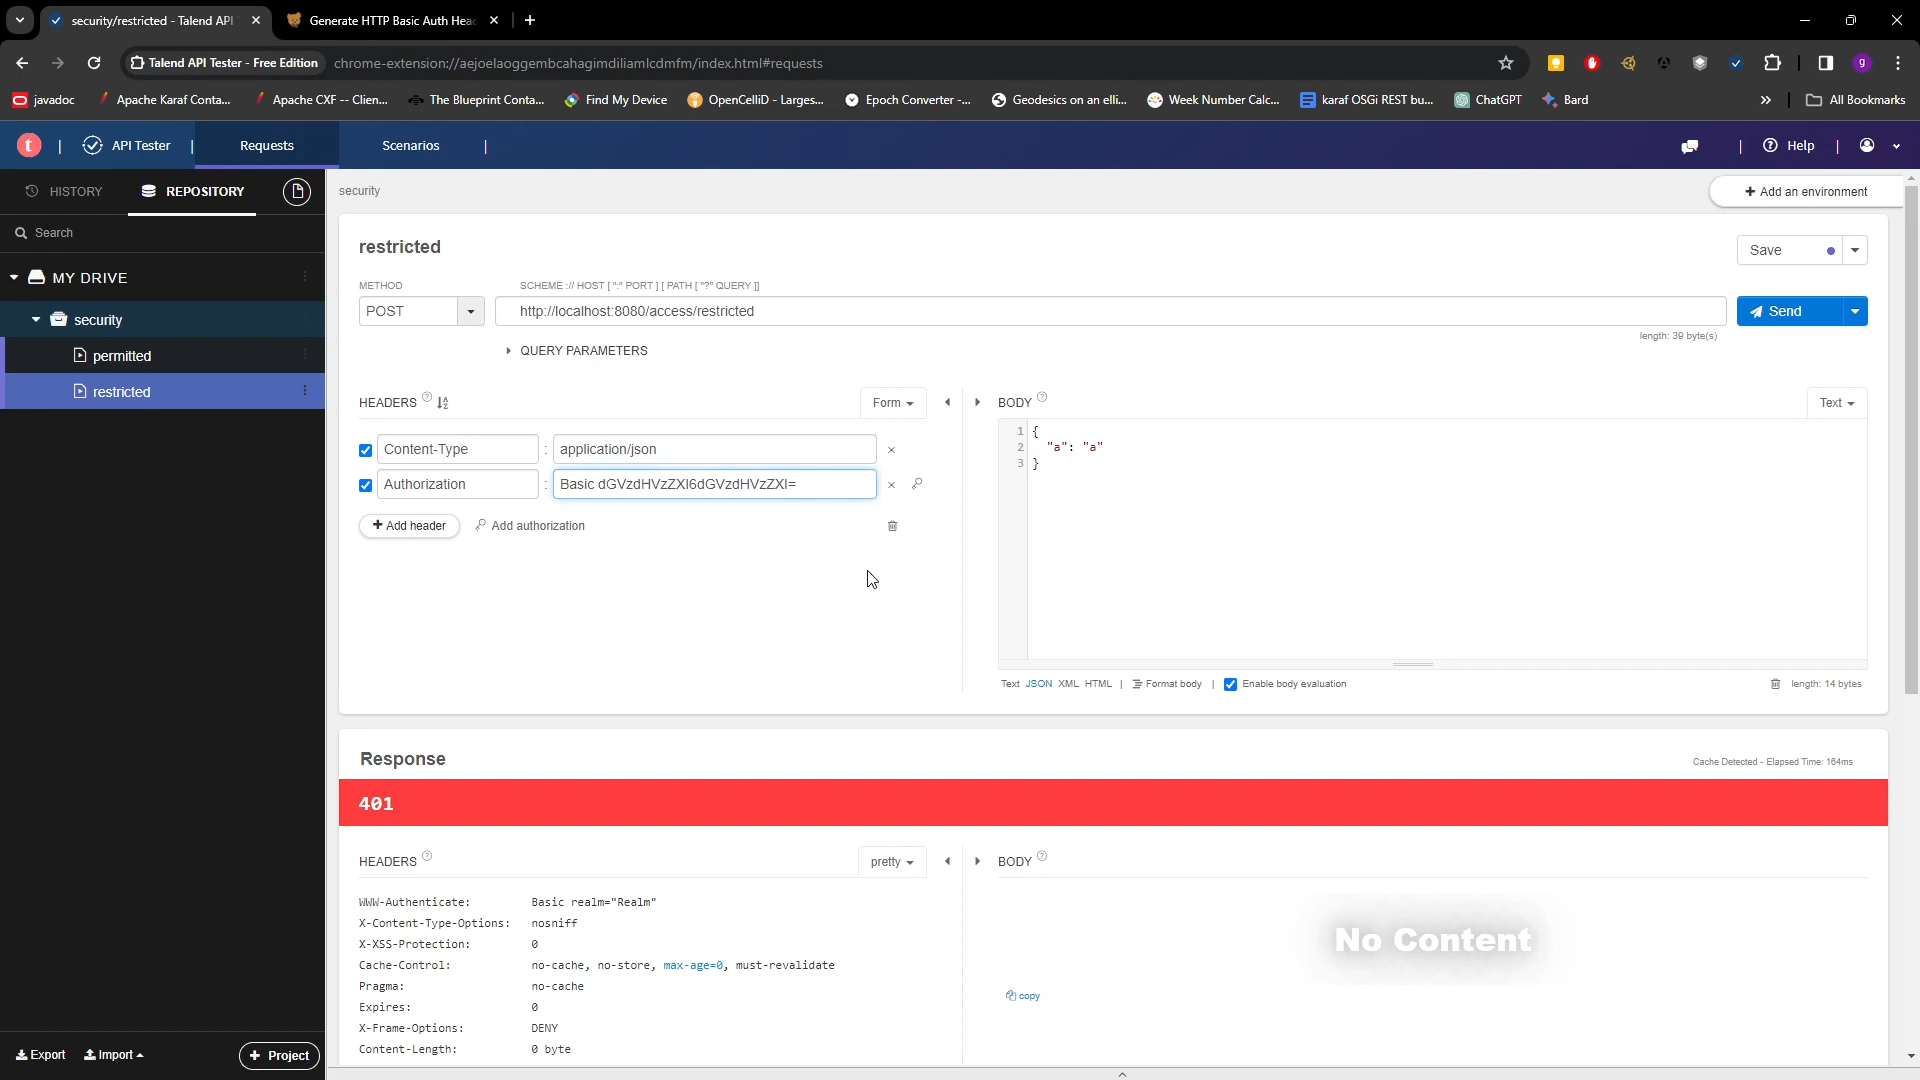 security/restricted - Talend API
Generate HTTP Basic Auth Hea
Talend API Tester - Free Edition
chrome-extension://aejoelaoggembcahagimdiliamlcdmfm/index.html#requests
g
javadoc
Apache Karaf Conta...
Apache CXF -- Clien...
The Blueprint Conta...
Find My Device
OpenCelliD - Larges...
Epoch Converter -...
Geodesics on an elli...
Week Number Calc...
karaf OSGi REST bu...
ChatGPT
Bard
All Bookmarks
t
API Tester
Requests
Scenarios
Help
HISTORY
REPOSITORY
security
+ Add an environment
Search
MY DRIVE
security
permitted
restricted
restricted
Save
METHOD
SCHEME :// HOST [ ":" PORT ] [ PATH [ "?" QUERY ]]
POST
http://localhost:8080/access/restricted
Send
length: 39 byte(s)
QUERY PARAMETERS
HEADERS
Form
BODY
Text
Content-Type : application/json
Authorization : Basic dGVzdHVzZXI6dGVzdHVzZXI=
+ Add header
Add authorization
1 {
2 "a": "a"
3 }
Text JSON XML HTML | Format body | Enable body evaluation
length: 14 bytes
Response
Cache Detected - Elapsed Time: 164ms
401
HEADERS
pretty
BODY
WWW-Authenticate: Basic realm="Realm"
X-Content-Type-Options: nosniff
X-XSS-Protection: 0
Cache-Control: no-cache, no-store, max-age=0, must-revalidate
Pragma: no-cache
Expires: 0
X-Frame-Options: DENY
Content-Length: 0 byte
No Content
copy
Export
Import
+ Project